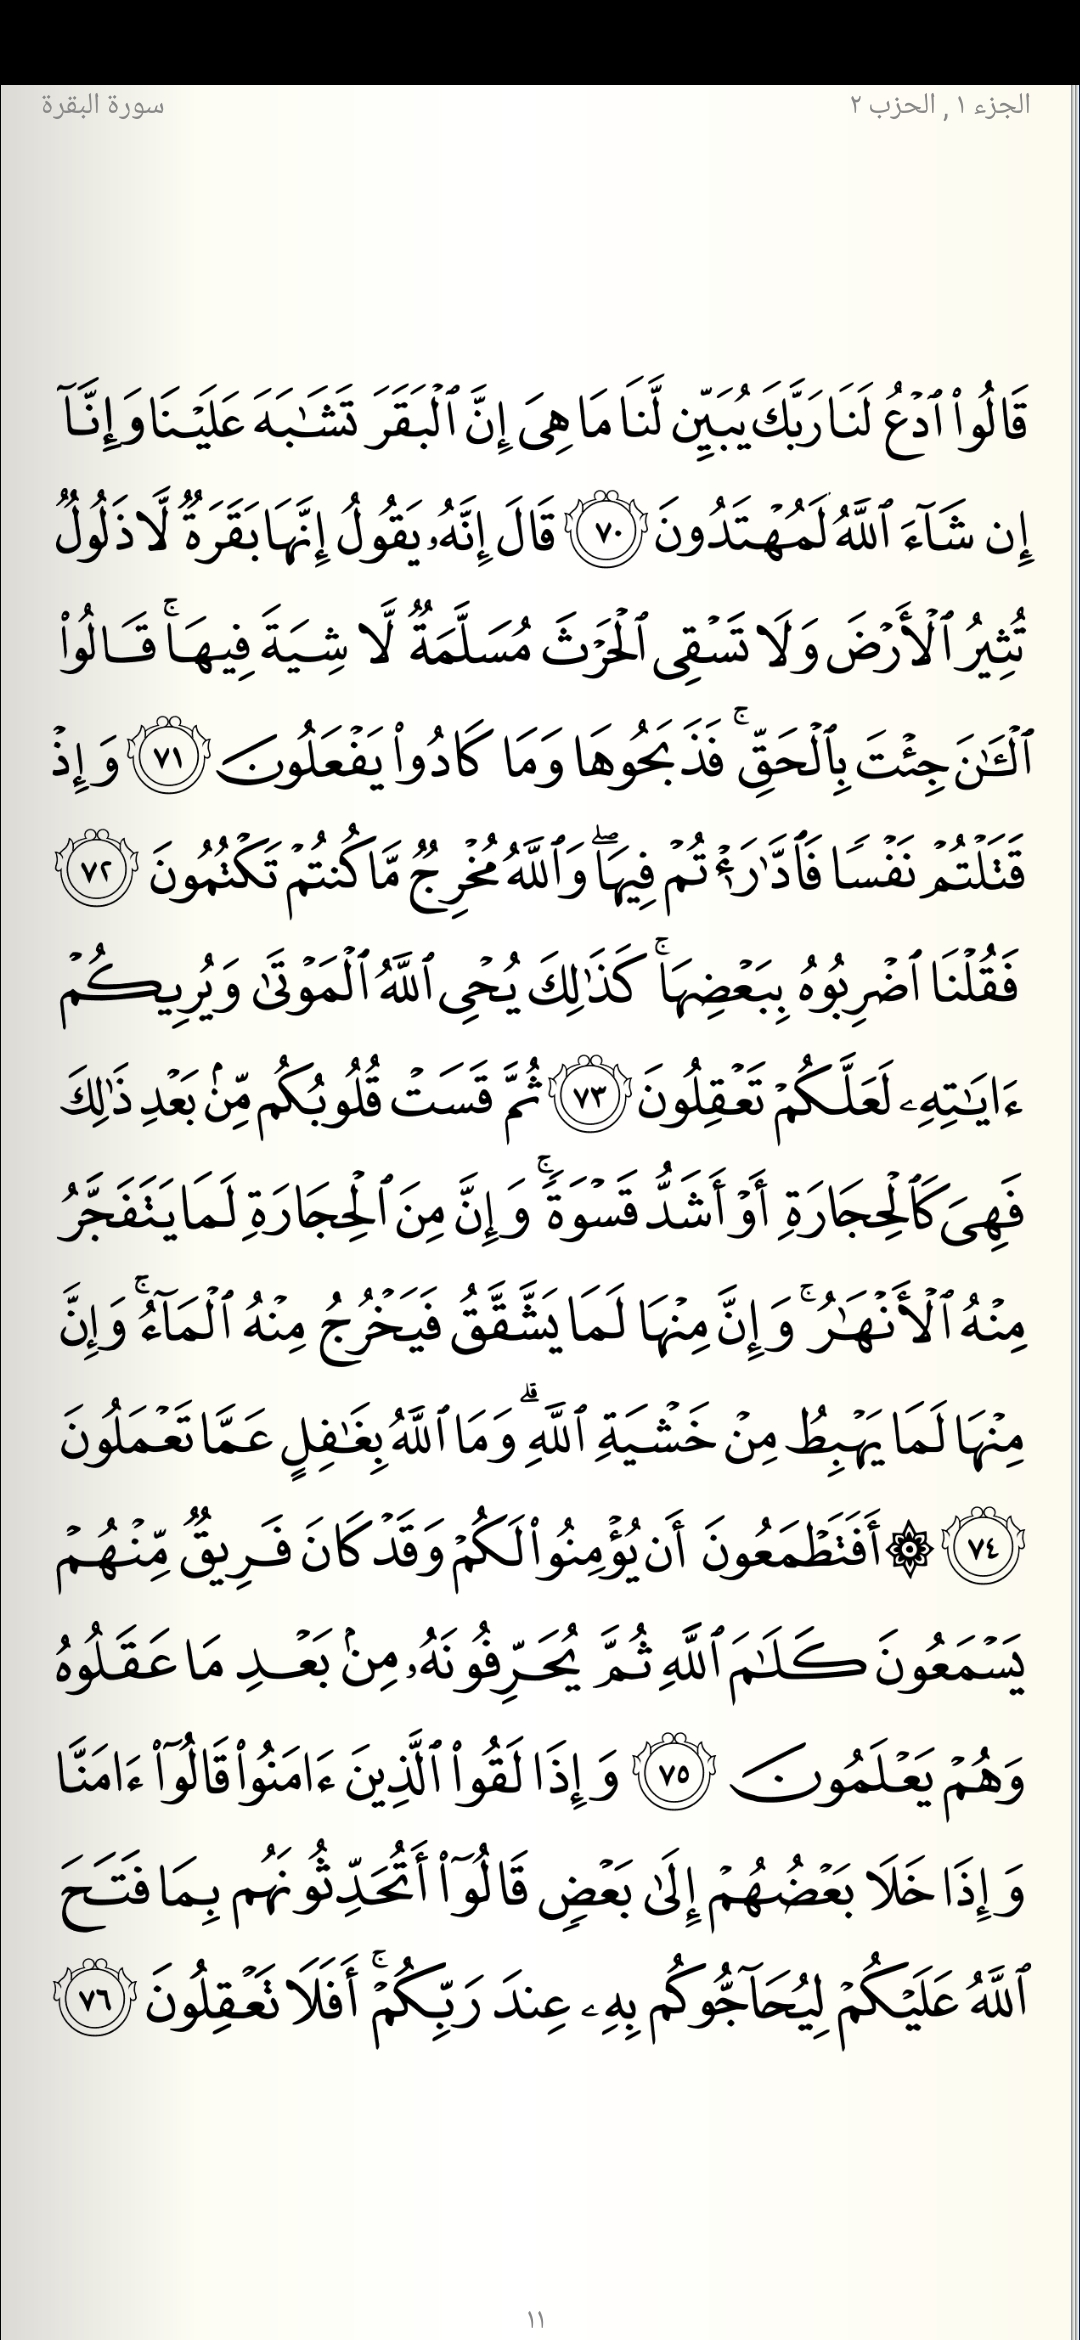 الجزء ١ , الحزب ٢
سورة البقرة
قَالُوا۟ ٱدْعُ لَنَا رَبَّكَ يُبَيِّن لَّنَا مَا هِىَ إِنَّ ٱلْبَقَرَ تَشَـٰبَهَ عَلَيْنَا وَإِنَّآ
إِن شَآءَ ٱللَّهُ لَمُهْتَدُونَ ٧٠ قَالَ إِنَّهُۥ يَقُولُ إِنَّهَا بَقَرَةٌ لَّا ذَلُولٌ
تُثِيرُ ٱلْأَرْضَ وَلَا تَسْقِى ٱلْحَرْثَ مُسَلَّمَةٌ لَّا شِيَةَ فِيهَا ۚ قَالُوا۟
ٱلْـَٔـٰنَ جِئْتَ بِٱلْحَقِّ ۚ فَذَبَحُوهَا وَمَا كَادُوا۟ يَفْعَلُونَ ٧١ وَإِذْ
قَتَلْتُمْ نَفْسًا فَٱدَّٰرَْٰٔتُمْ فِيهَا ۖ وَٱللَّهُ مُخْرِجٌ مَّا كُنتُمْ تَكْتُمُونَ ٧٢
فَقُلْنَا ٱضْرِبُوهُ بِبَعْضِهَا ۚ كَذَٰلِكَ يُحْىِ ٱللَّهُ ٱلْمَوْتَىٰ وَيُرِيكُمْ
ءَايَـٰتِهِۦ لَعَلَّكُمْ تَعْقِلُونَ ٧٣ ثُمَّ قَسَتْ قُلُوبُكُم مِّنۢ بَعْدِ ذَٰلِكَ
فَهِىَ كَٱلْحِجَارَةِ أَوْ أَشَدُّ قَسْوَةً ۚ وَإِنَّ مِنَ ٱلْحِجَارَةِ لَمَا يَتَفَجَّرُ
مِنْهُ ٱلْأَنْهَـٰرُ ۚ وَإِنَّ مِنْهَا لَمَا يَشَّقَّقُ فَيَخْرُجُ مِنْهُ ٱلْمَآءُ ۚ وَإِنَّ
مِنْهَا لَمَا يَهْبِطُ مِنْ خَشْيَةِ ٱللَّهِ ۗ وَمَا ٱللَّهُ بِغَـٰفِلٍ عَمَّا تَعْمَلُونَ
٧٤ ۞ أَفَتَطْمَعُونَ أَن يُؤْمِنُوا۟ لَكُمْ وَقَدْ كَانَ فَرِيقٌ مِّنْهُمْ
يَسْمَعُونَ كَلَـٰمَ ٱللَّهِ ثُمَّ يُحَرِّفُونَهُۥ مِنۢ بَعْدِ مَا عَقَلُوهُ
وَهُمْ يَعْلَمُونَ ٧٥ وَإِذَا لَقُوا۟ ٱلَّذِينَ ءَامَنُوا۟ قَالُوٓا۟ ءَامَنَّا
وَإِذَا خَلَا بَعْضُهُمْ إِلَىٰ بَعْضٍ قَالُوٓا۟ أَتُحَدِّثُونَهُم بِمَا فَتَحَ
ٱللَّهُ عَلَيْكُمْ لِيُحَآجُّوكُم بِهِۦ عِندَ رَبِّكُمْ ۚ أَفَلَا تَعْقِلُونَ ٧٦
١١